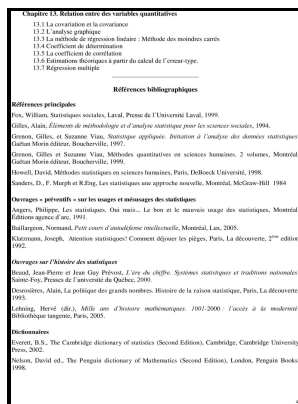 Chapitre 13. Relation entre des variables quantitatives
13.1 La covariation et la covariance
13.2 L'analyse graphique
13.3 La méthode de régression linéaire : Méthode des moindres carrés
13.4 Coefficient de détermination
13.5 La coefficient de corrélation
13.6 Estimations théoriques à partir du calcul de l'erreur-type.
13.7 Régression multiple
Références bibliographiques
Références principales
Fox, William, Statistiques sociales, Laval, Presse de l'Université Laval, 1999.
Gilles, Alain, Éléments de méthodologie et d'analyse statistique pour les sciences sociales, 1994.
Grenon, Gilles, et Suzanne Viau, Statistique appliquée. Initiation à l'analyse des données statistiques
Gaëtan Morin éditeur, Boucherville, 1997.
Grenon, Gilles et Suzanne Viau, Méthodes quantitatives en sciences humaines. 2 volumes, Montréal
Gaëtan Morin éditeur, Boucherville, 1999.
Howell, David, Méthodes statistiques en sciences humaines, Paris, DeBoeck Université, 1998.
Sanders, D., F. Murph et R.Eng, Les statistiques une approche nouvelle, Montréal, McGraw-Hill 1984
Ouvrages « préventifs » sur les usages et mésusages des statistiques
Angers, Philippe, Les statistiques. Oui mais... Le bon et le mauvais usage des statistiques, Montréal
Éditions agence d'arc, 1991.
Baillargeon, Normand, Petit cours d'autodéfense intellectuelle, Montréal, Lux, 2005.
Klatzmann, Joseph, Attention statistiques! Comment déjouer les pièges, Paris, La découverte, 2ème edition
1992.
Ouvrages sur l'histoire des statistiques
Beaud, Jean-Pierre et Jean Guy Prévost, L'ère du chiffre. Systèmes statistiques et traditions nationales
Sainte-Foy, Presses de l'université du Québec, 2000.
Desrosières, Alain, La politique des grands nombres. Histoire de la raison statistique, Paris, La découverte
1993.
Lehning, Hervé (dir.), Mille ans d'histoire mathématiques. 1001-2000 : l'accès à la modernité
Bibliothèque tangente, Paris, 2005.
Dictionnaires
Everett, B.S., The Cambridge dictionary of statistics (Second Edition), Cambridge, Cambridge University
Press, 2002.
Nelson, David ed., The Penguin dictionary of Mathematics (Second Edition), London, Penguin Books
1998.